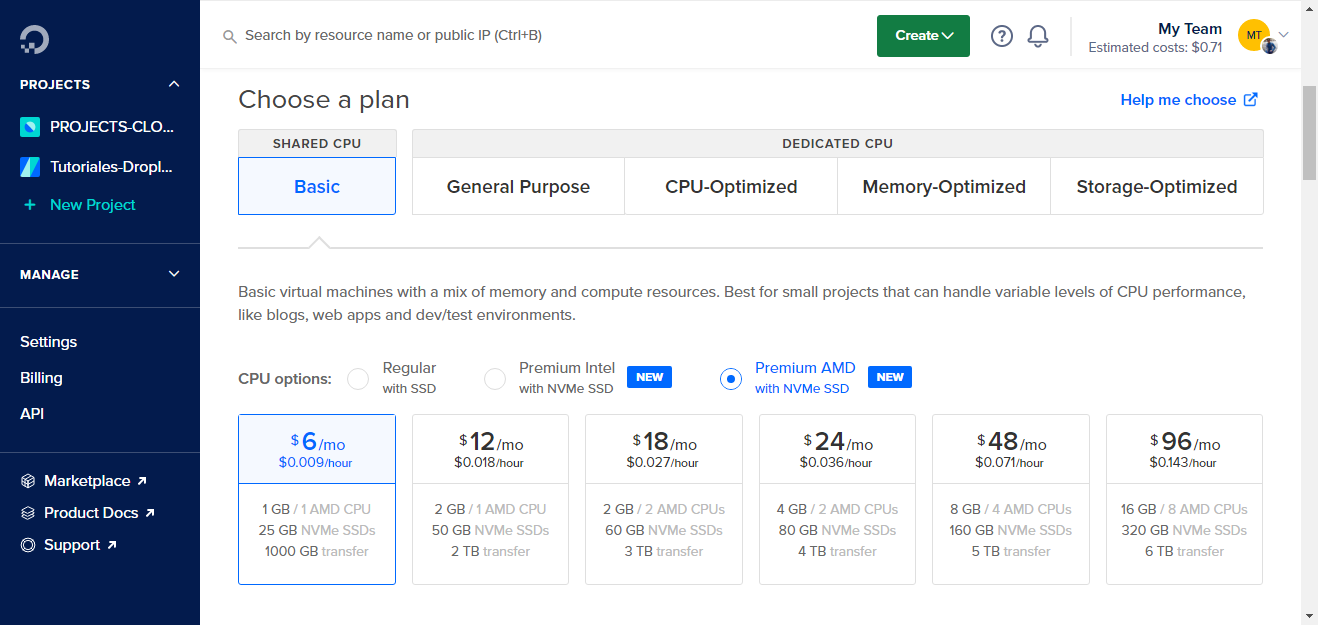 Search by resource name or public IP (Ctrl+B)
Create
?
My Team
Estimated costs: $0.71
MT
PROJECTS
PROJECTS-CLO...
Tutoriales-Dropl...
+ New Project
MANAGE
Settings
Billing
API
Marketplace
Product Docs
Support
Choose a plan
Help me choose
SHARED CPU
DEDICATED CPU
Basic
General Purpose
CPU-Optimized
Memory-Optimized
Storage-Optimized
Basic virtual machines with a mix of memory and compute resources. Best for small projects that can handle variable levels of CPU performance,
like blogs, web apps and dev/test environments.
CPU options:
Regular
with SSD
Premium Intel
with NVMe SSD
NEW
Premium AMD
with NVMe SSD
NEW
$6/mo
$0.009/hour
1 GB / 1 AMD CPU
25 GB NVMe SSDs
1000 GB transfer
$12/mo
$0.018/hour
2 GB / 1 AMD CPU
50 GB NVMe SSDs
2 TB transfer
$18/mo
$0.027/hour
2 GB / 2 AMD CPUs
60 GB NVMe SSDs
3 TB transfer
$24/mo
$0.036/hour
4 GB / 2 AMD CPUs
80 GB NVMe SSDs
4 TB transfer
$48/mo
$0.071/hour
8 GB / 4 AMD CPUs
160 GB NVMe SSDs
5 TB transfer
$96/mo
$0.143/hour
16 GB / 8 AMD CPUs
320 GB NVMe SSDs
6 TB transfer